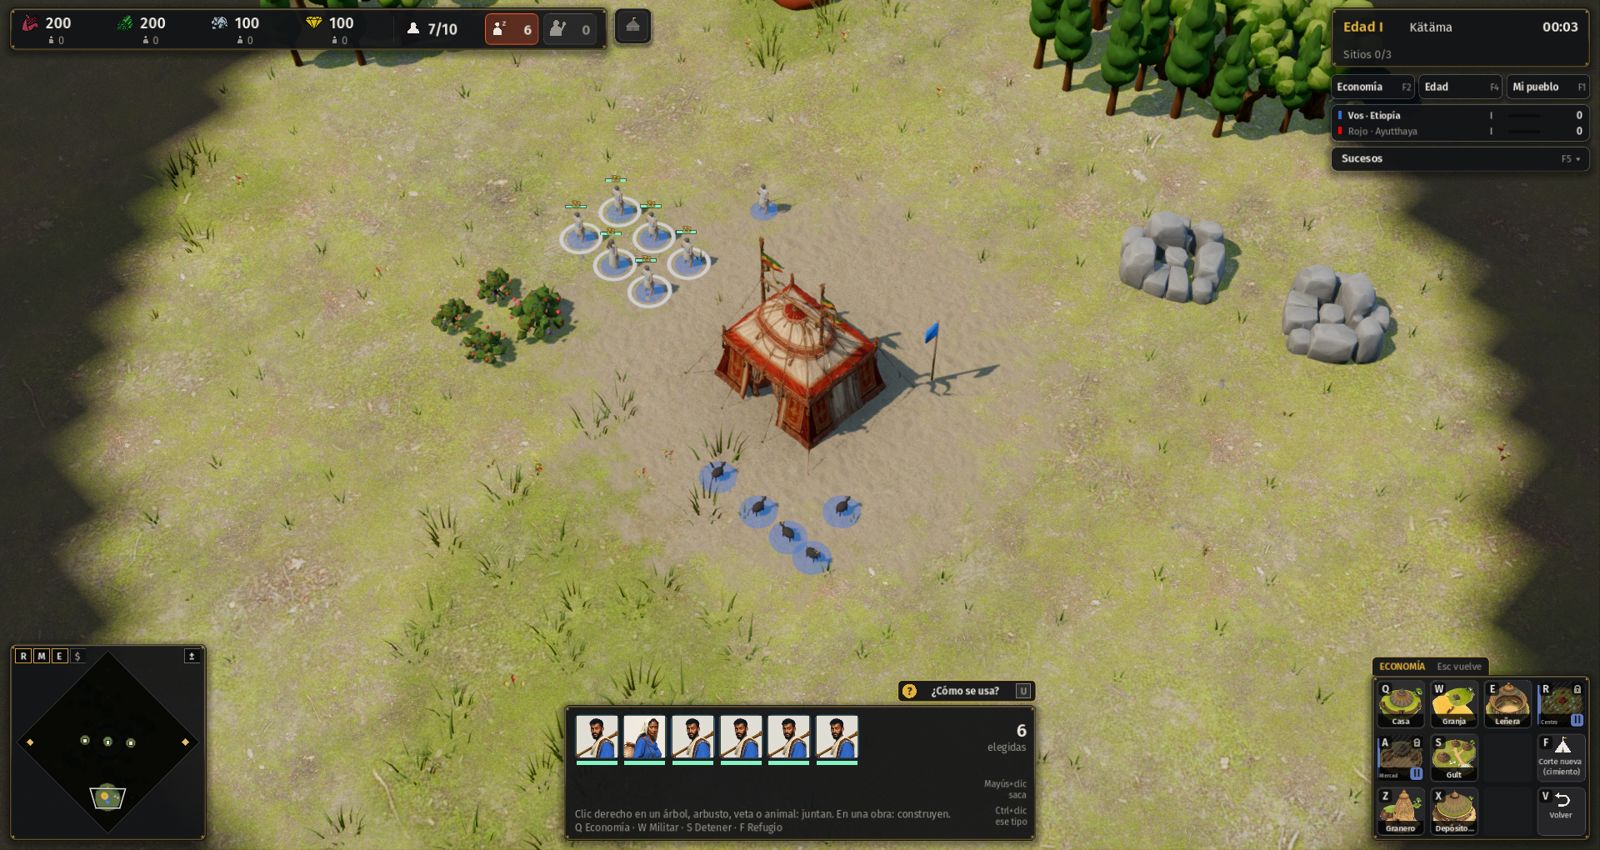 200 200 100 100 7/10 6 0
0 0 0 0
Edad I Kätäma 00:03
Sitios 0/3
Economía F2 Edad F4 Mi pueblo F1
Vos · Etiopía I 0
Rojo · Ayutthaya I 0
Sucesos F5
R M E $
¿Cómo se usa? U
6
elegidas
Mayús+clic
saca
Ctrl+clic
ese tipo
Clic derecho en un árbol, arbusto, veta o animal: juntan. En una obra: construyen.
Q Economía · W Militar · S Detener · F Refugio
ECONOMÍA Esc vuelve
Q W E R
Casa Granja Leñera Centro
A S F
Mercad Gult Corte nueva
(cimiento)
Z X V
Granero Depósito... Volver